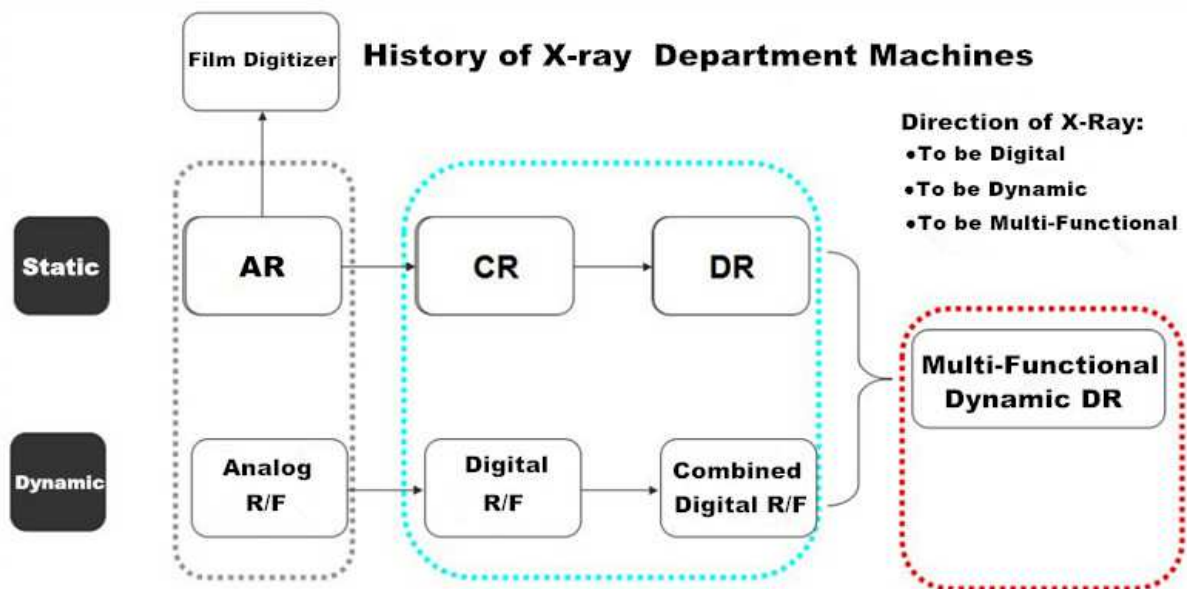 Film Digitizer
History of X-ray Department Machines
Direction of X-Ray:
•To be Digital
•To be Dynamic
•To be Multi-Functional
Static
AR
CR
DR
Multi-Functional
Dynamic DR
Dynamic
Analog
R/F
Digital
R/F
Combined
Digital R/F